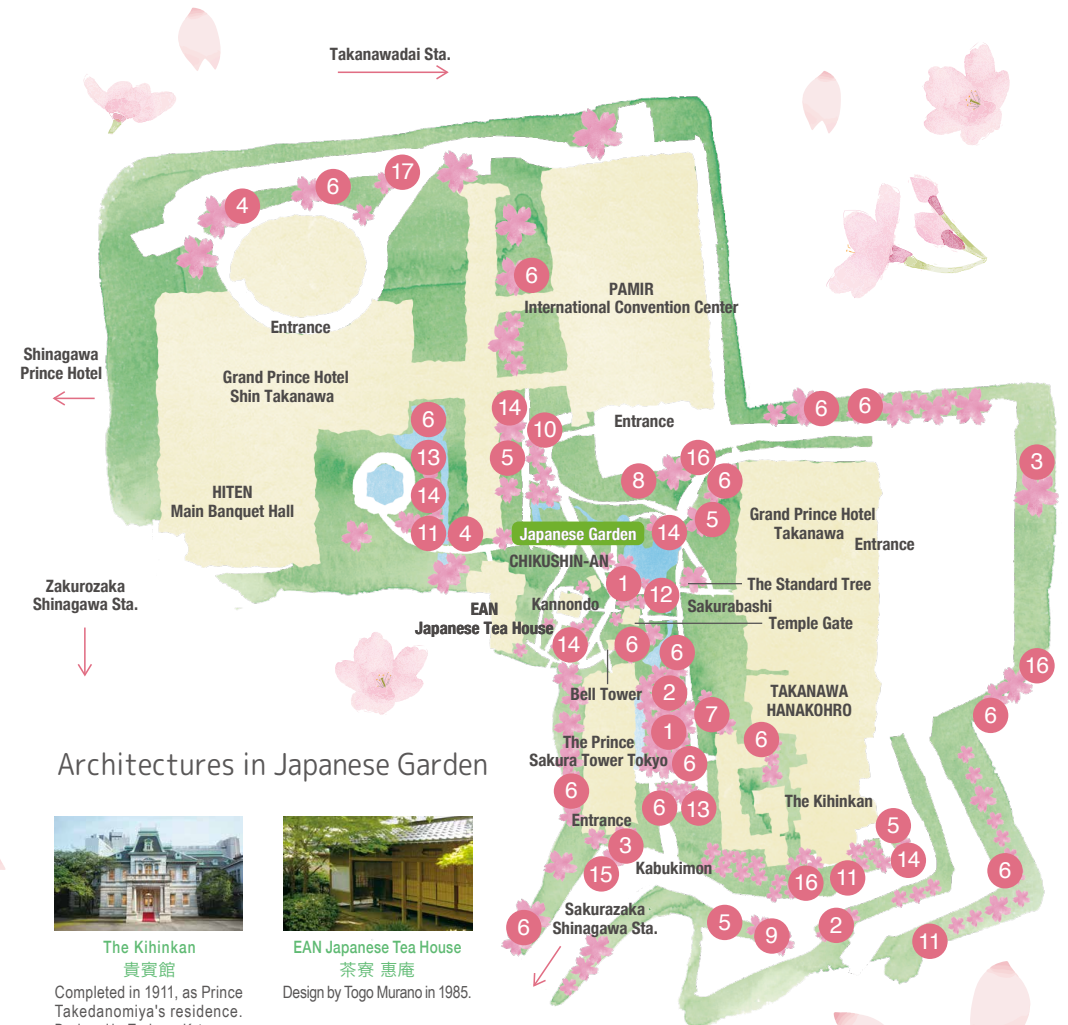 Takanawadai Sta.
17
6
4
6
PAMIR
International Convention Center
Entrance
Shinagawa
Prince Hotel
Grand Prince Hotel
Shin Takanawa
14
6
10
Entrance
6
6
13
5
16
3
8
6
14
HITEN
Main Banquet Hall
11
4
Japanese Garden
14
5
Grand Prince Hotel
Takanawa
Entrance
CHIKUSHIN-AN
1
12
The Standard Tree
Zakurozaka
Shinagawa Sta.
EAN
Japanese Tea House
Kannondo
Sakurabashi
Temple Gate
14
6
6
16
Bell Tower
2
TAKANAWA
HANAKOHRO
7
6
1
6
The Prince
Sakura Tower Tokyo
6
Architectures in Japanese Garden
6
6
13
The Kihinkan
Entrance
5
3
14
15
Kabukimon
16
11
6
Sakurazaka
Shinagawa Sta.
6
5
9
2
11
The Kihinkan
貴賓館
Completed in 1911, as Prince
Takedanomiya's residence.
EAN Japanese Tea House
茶寮 恵庵
Design by Togo Murano in 1985.